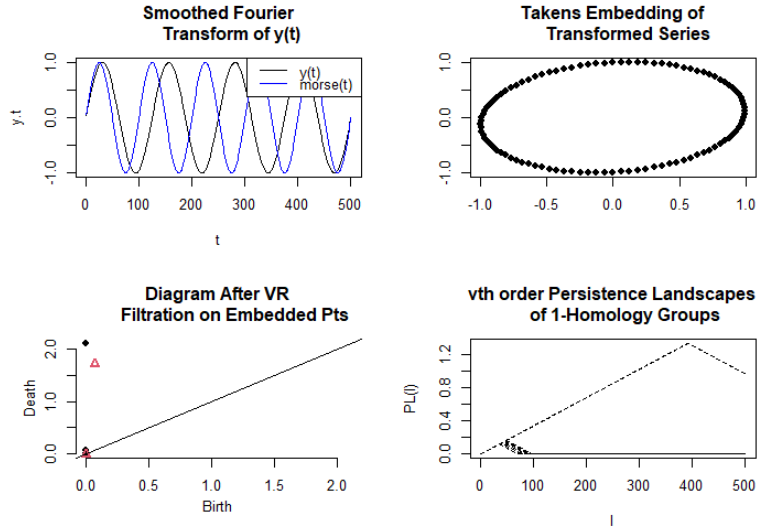 Smoothed Fourier
Transform of y(t)
y.t
1.0
0.0
-1.0
y(t)
morse(t)
0 100 200 300 400 500
t
Takens Embedding of
Transformed Series
1.0
0.0
-1.0
-1.0 -0.5 0.0 0.5 1.0
Diagram After VR
Filtration on Embedded Pts
Death
2.0
1.0
0.0
0.0 0.5 1.0 1.5 2.0
Birth
vth order Persistence Landscapes
of 1-Homology Groups
PL(l)
1.2
0.8
0.4
0.0
0 100 200 300 400 500
l